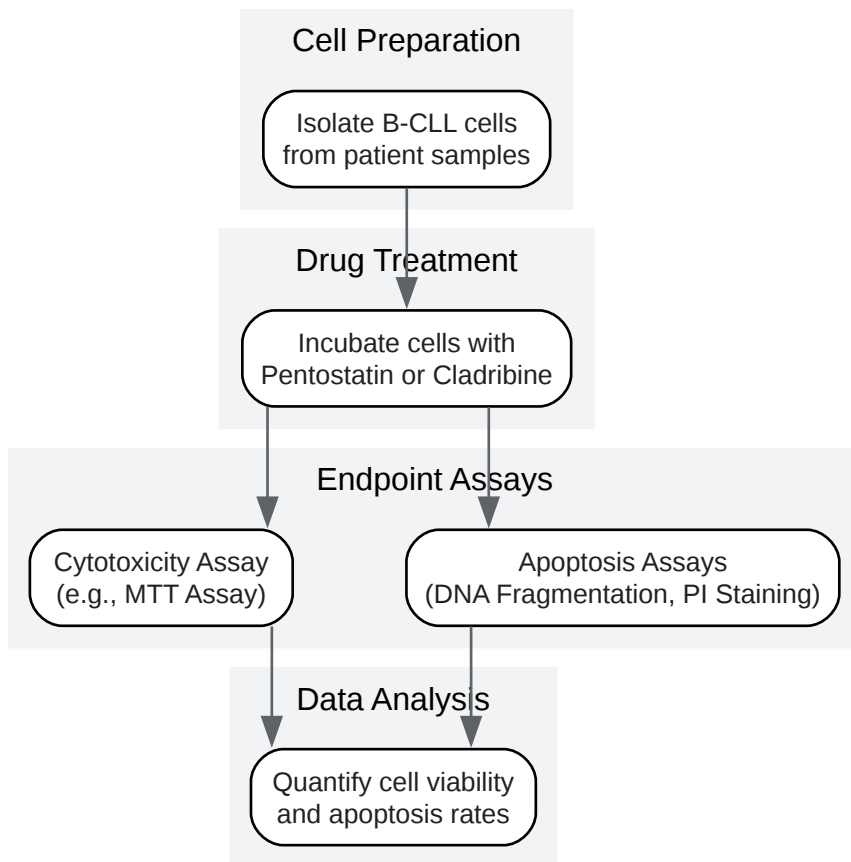 Cell Preparation
Isolate B-CLL cells
from patient samples
Drug Treatment
Incubate cells with
Pentostatin or Cladribine
Endpoint Assays
Cytotoxicity Assay
(e.g., MTT Assay)
Apoptosis Assays
(DNA Fragmentation, PI Staining)
Data Analysis
Quantify cell viability
and apoptosis rates